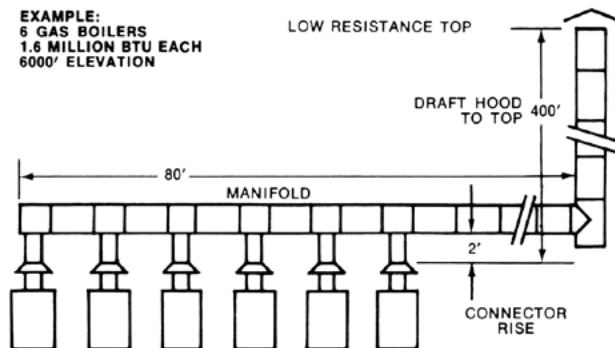 EXAMPLE:
6 GAS BOILERS
1.6 MILLION BTU EACH
6000' ELEVATION
LOW RESISTANCE TOP
DRAFT HOOD
TO TOP
400'
80'
MANIFOLD
2'
CONNECTOR
RISE